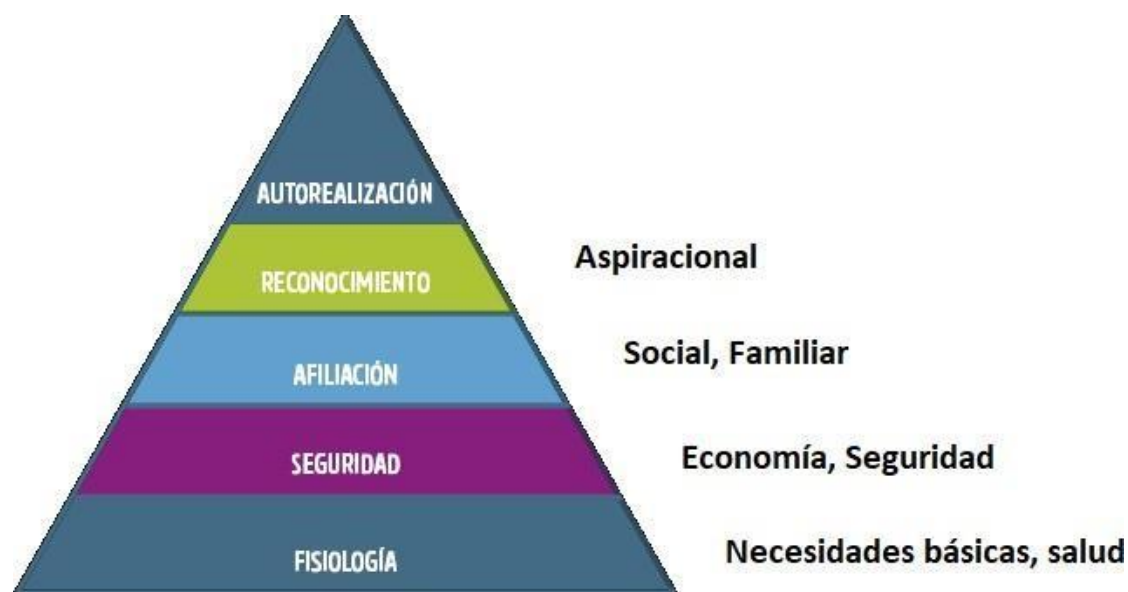 AUTOREALIZACIÓN
Aspiracional
RECONOCIMIENTO
Social, Familiar
AFILIACIÓN
Economía, Seguridad
SEGURIDAD
Necesidades básicas, salud
FISIOLOGÍA